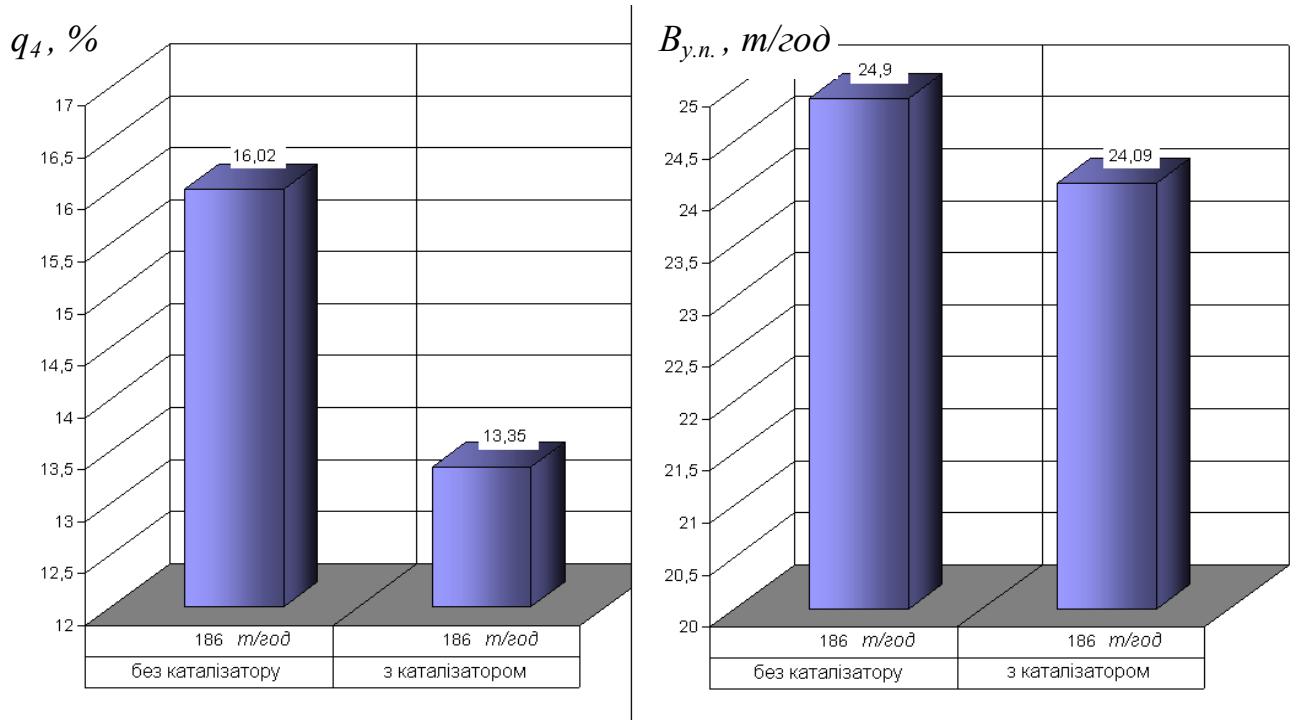 q4, %
17
16,5
16
15,5
15
14,5
14
13,5
13
12,5
12
16,02
13,35
186 т/год
186 т/год
без каталізатору
з каталізатором
Bу.п. , т/год
25
24,5
24
23,5
23
22,5
22
21,5
21
20,5
20
24,9
24,09
186 т/год
186 т/год
без каталізатору
з каталізатором